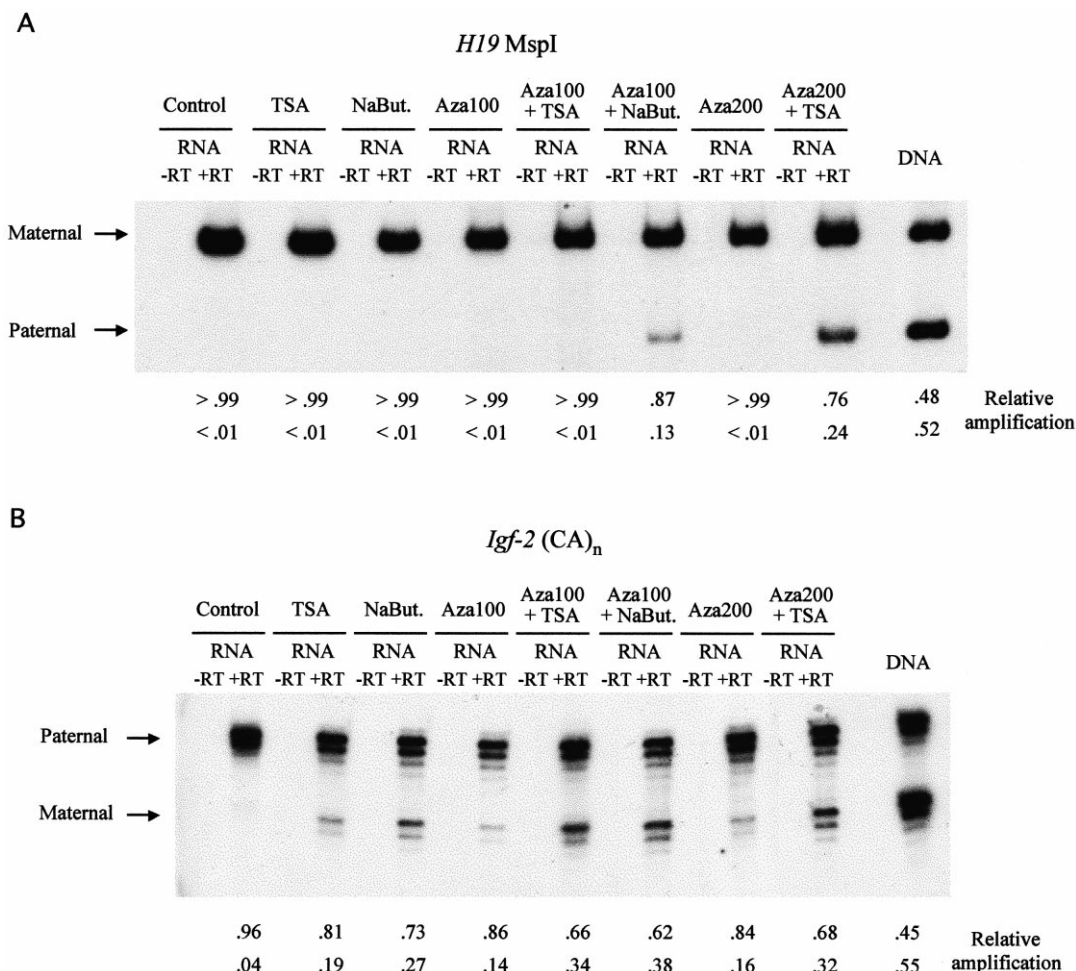 A
H19 MspI
Control TSA NaBut. Aza100 Aza100 + TSA Aza100 + NaBut. Aza200 Aza200 + TSA
RNA RNA RNA RNA RNA RNA RNA RNA DNA
-RT +RT -RT +RT -RT +RT -RT +RT -RT +RT -RT +RT -RT +RT -RT +RT
Maternal
Paternal
> .99 > .99 > .99 > .99 > .99 .87 > .99 .76 .48 Relative
< .01 < .01 < .01 < .01 < .01 .13 < .01 .24 .52 amplification
B
Igf-2 (CA)n
Control TSA NaBut. Aza100 Aza100 + TSA Aza100 + NaBut. Aza200 Aza200 + TSA
RNA RNA RNA RNA RNA RNA RNA RNA DNA
-RT +RT -RT +RT -RT +RT -RT +RT -RT +RT -RT +RT -RT +RT -RT +RT
Paternal
Maternal
.96 .81 .73 .86 .66 .62 .84 .68 .45 Relative
.04 .19 .27 .14 .34 .38 .16 .32 .55 amplification